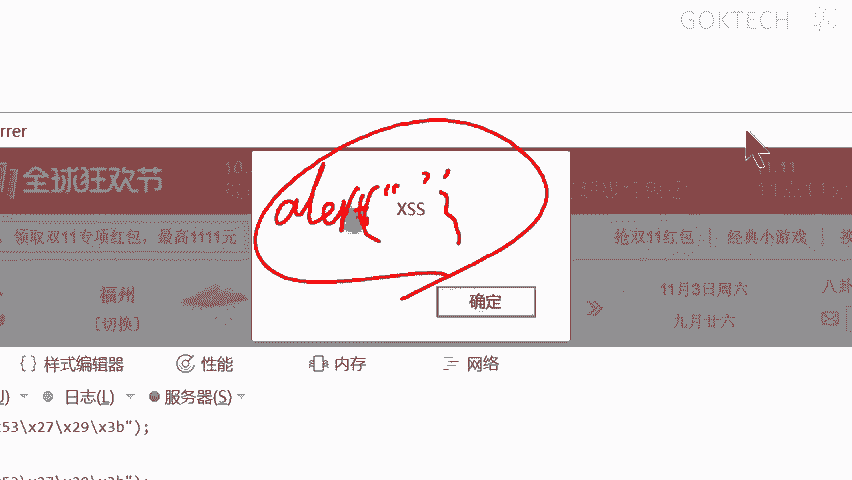 GOKTECH
rrer
全球狂欢节
11.11
，领取双11专项红包，最高1111元
抢双11红包 | 经典小游戏 |
alert("XSS")
福州
[切换]
11月3日周六
九月廿六
八卦
确定
{} 样式编辑器
性能
内存
网络
日志(L)
服务器(S)
53\x27\x29\x3b");